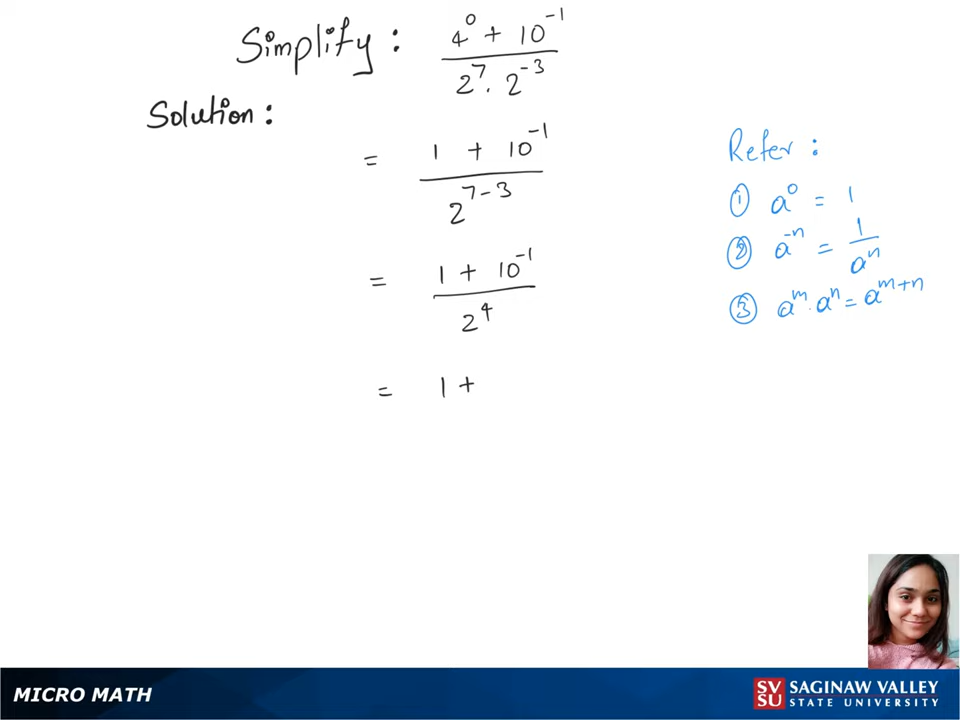 Simplify: (4⁰ + 10⁻¹)/(2⁷ · 2⁻³)
Solution:
= (1 + 10⁻¹)/(2⁷⁻³)
= (1 + 10⁻¹)/(2⁴)
= 1 +
Refer:
① a⁰ = 1
② a⁻ⁿ = 1/aⁿ
③ aᵐ · aⁿ = aᵐ⁺ⁿ
MICRO MATH
SV
SU
SAGINAW VALLEY
STATE UNIVERSITY